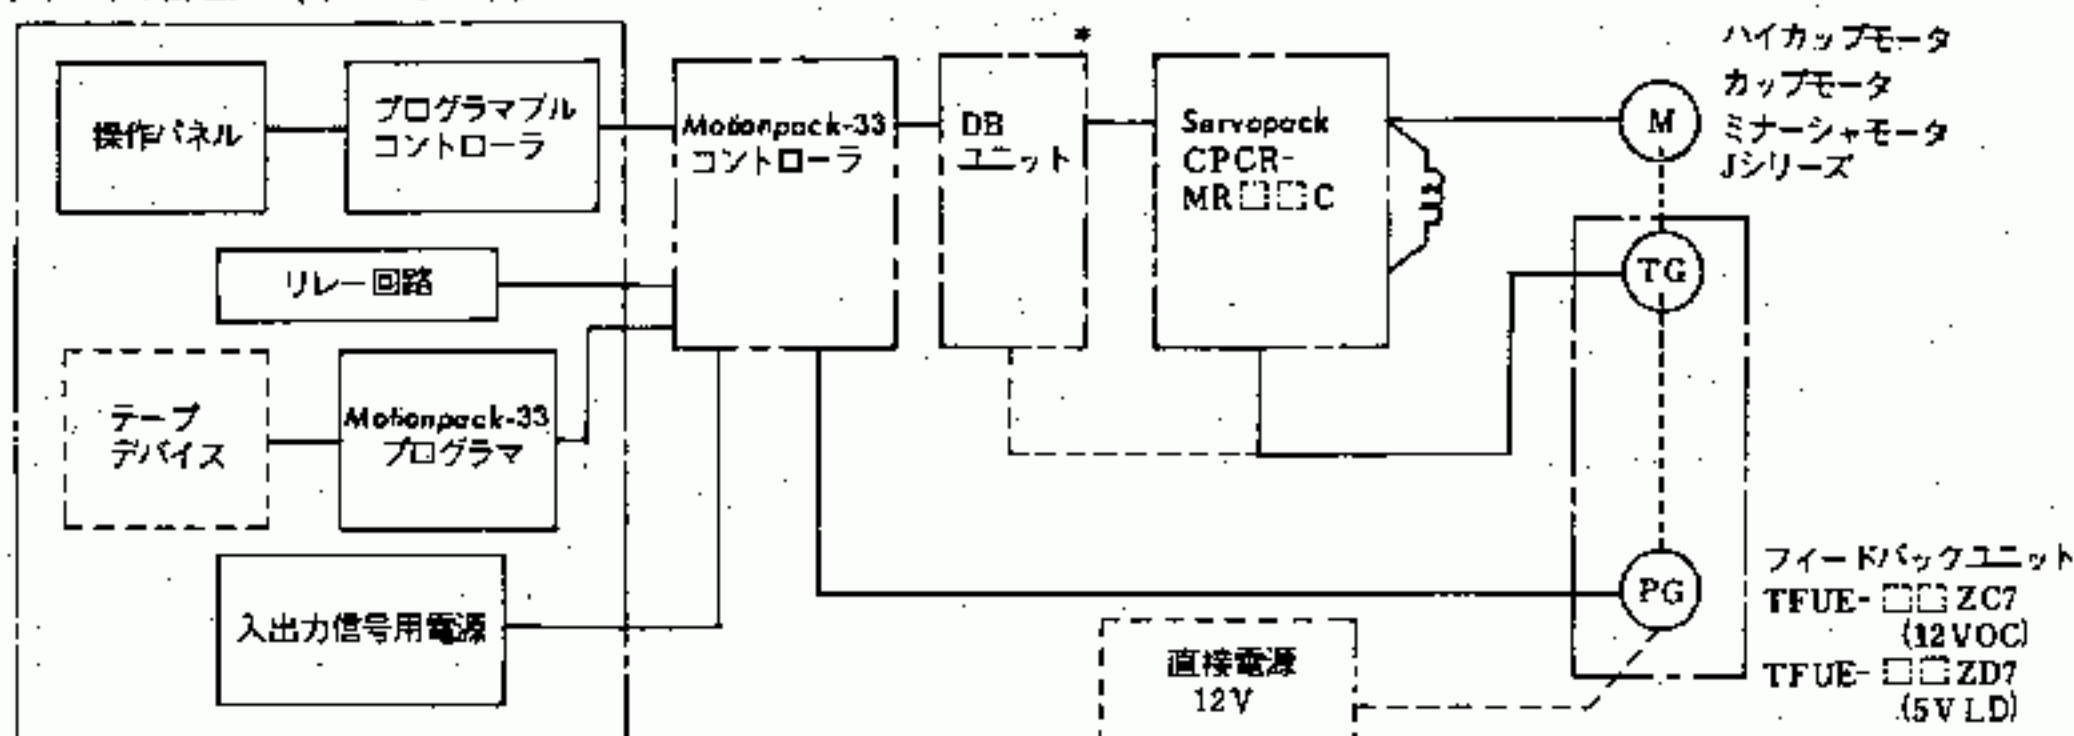 *
操作パネル
プログラマブル
コントローラ
Motionpack-33
コントローラ
DB
ユニット
Servopack
CPCR-
MR□□C
M
ハイカップモータ
カップモータ
ミナーシャモータ
Jシリーズ
TG
リレー回路
テープ
デバイス
Motionpack-33
プログラマ
入出力信号用電源
直接電源
12V
PG
フィードバックユニット
TFUE-□□ZC7
(12VOC)
TFUE-□□ZD7
(5VLD)